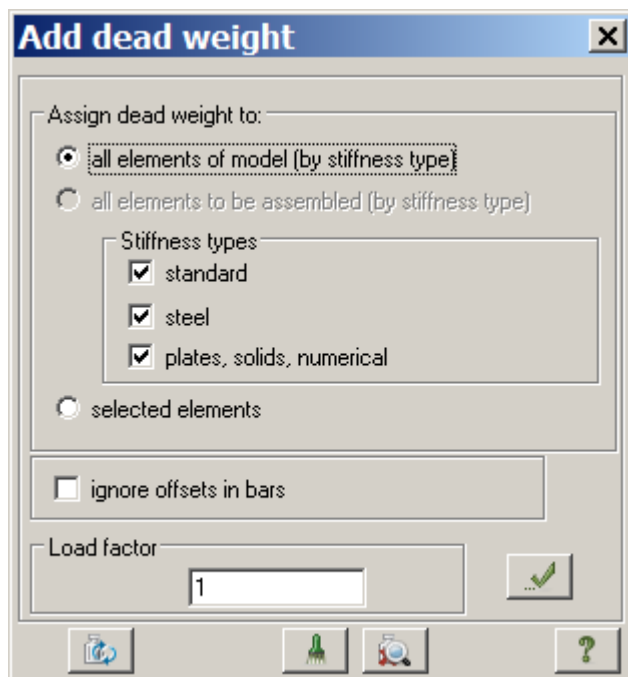 Add dead weight
Assign dead weight to:
all elements of model (by stiffness type)
all elements to be assembled (by stiffness type)
Stiffness types
standard
steel
plates, solids, numerical
selected elements
ignore offsets in bars
Load factor
1